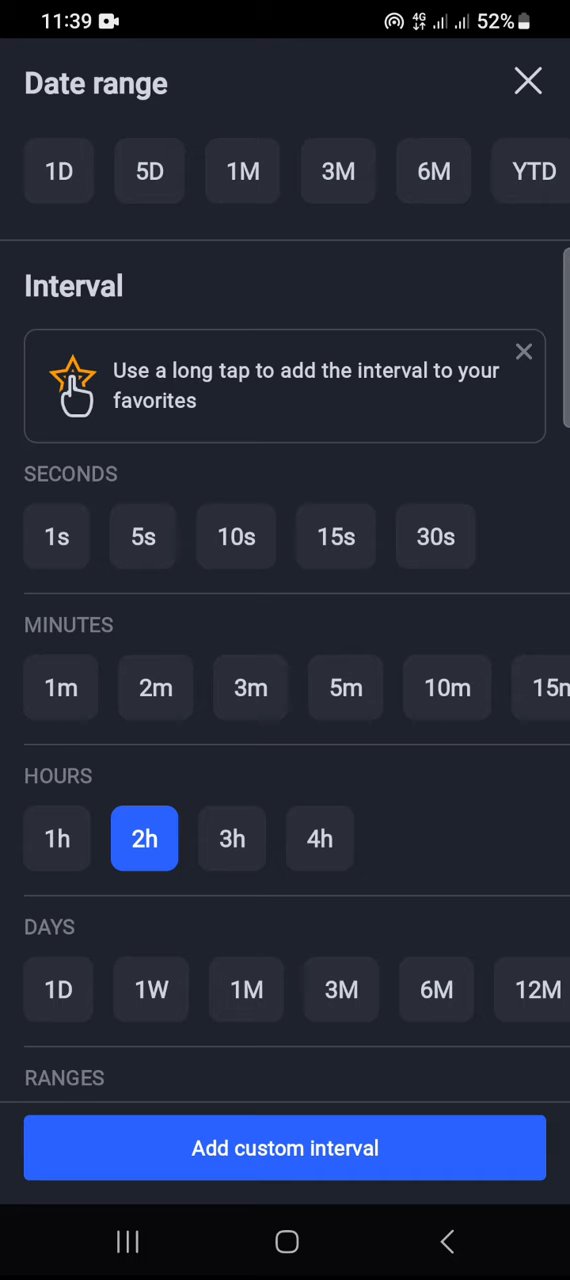 11:39 4G 52%
Date range
1D 5D 1M 3M 6M YTD
Interval
Use a long tap to add the interval to your
favorites
SECONDS
1s 5s 10s 15s 30s
MINUTES
1m 2m 3m 5m 10m 15m
HOURS
1h 2h 3h 4h
DAYS
1D 1W 1M 3M 6M 12M
RANGES
Add custom interval